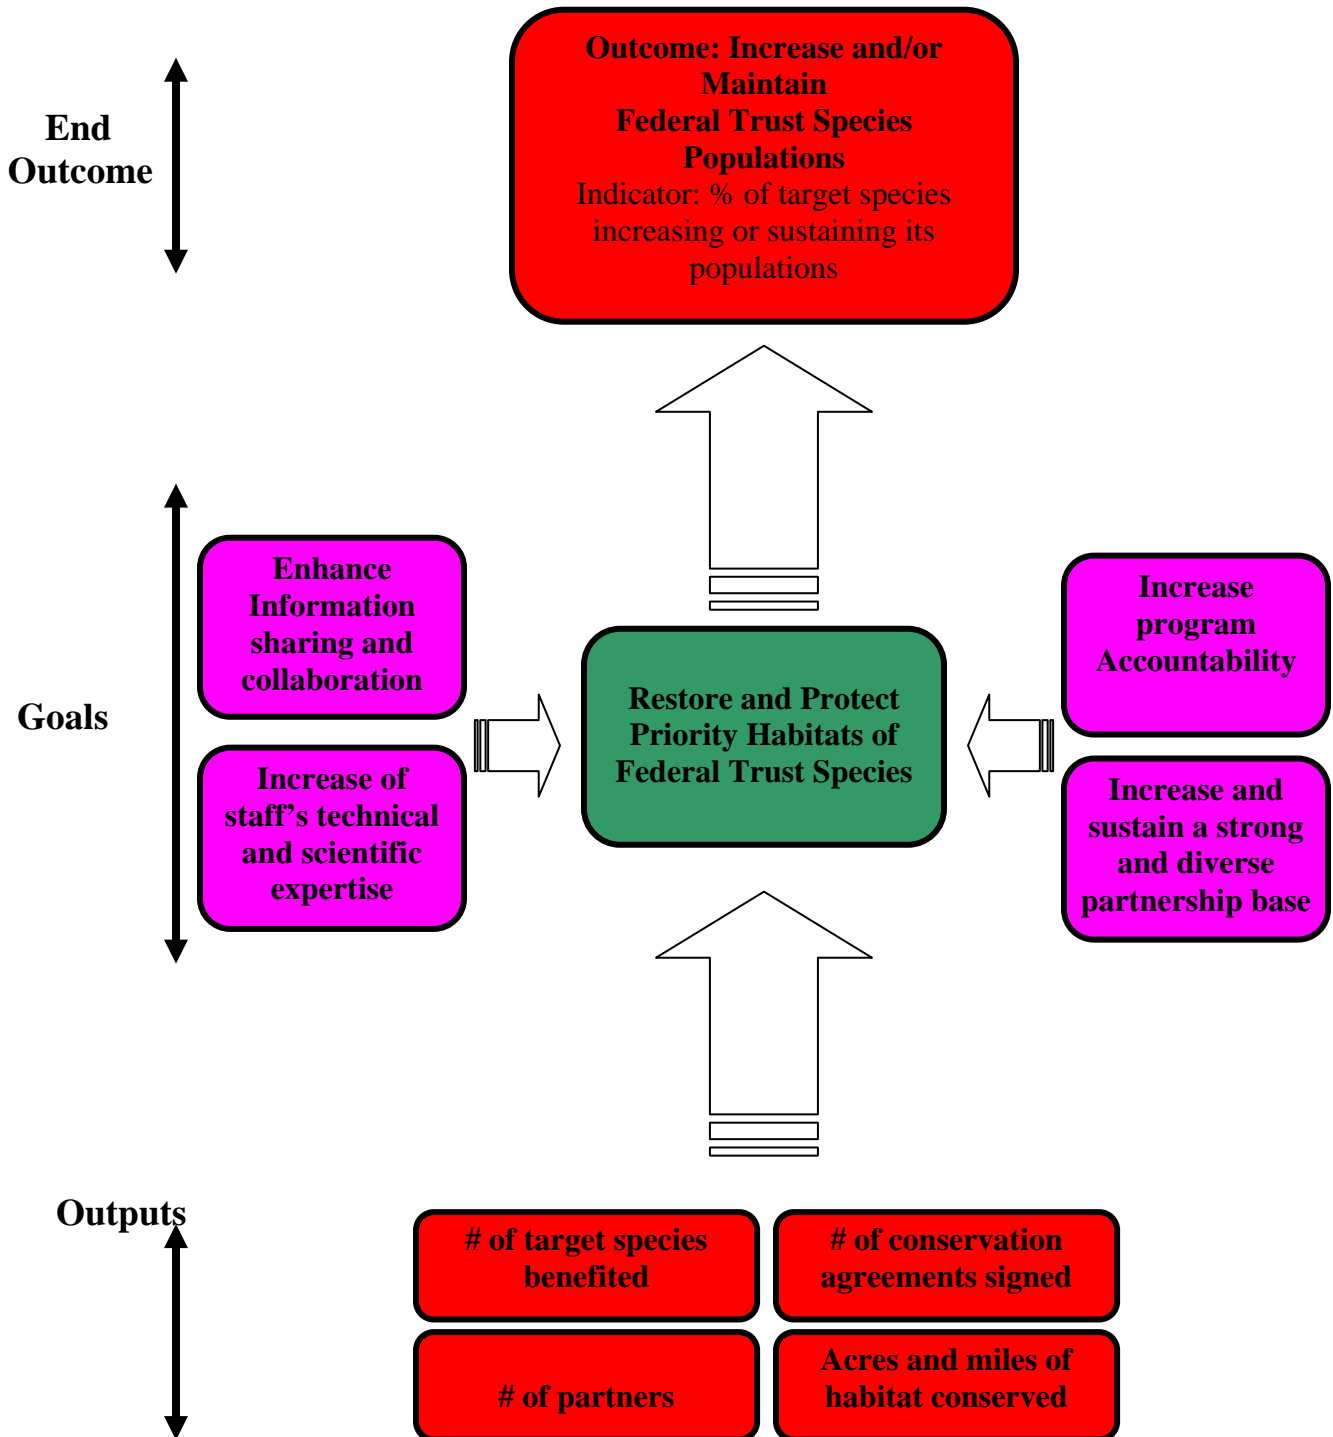 End
Outcome
Outcome: Increase and/or
Maintain
Federal Trust Species
Populations
Indicator: % of target species
increasing or sustaining its
populations
Goals
Enhance
Information
sharing and
collaboration
Increase of
staff’s technical
and scientific
expertise
Restore and Protect
Priority Habitats of
Federal Trust Species
Increase
program
Accountability
Increase and
sustain a strong
and diverse
partnership base
Outputs
# of target species
benefited
# of conservation
agreements signed
# of partners
Acres and miles of
habitat conserved